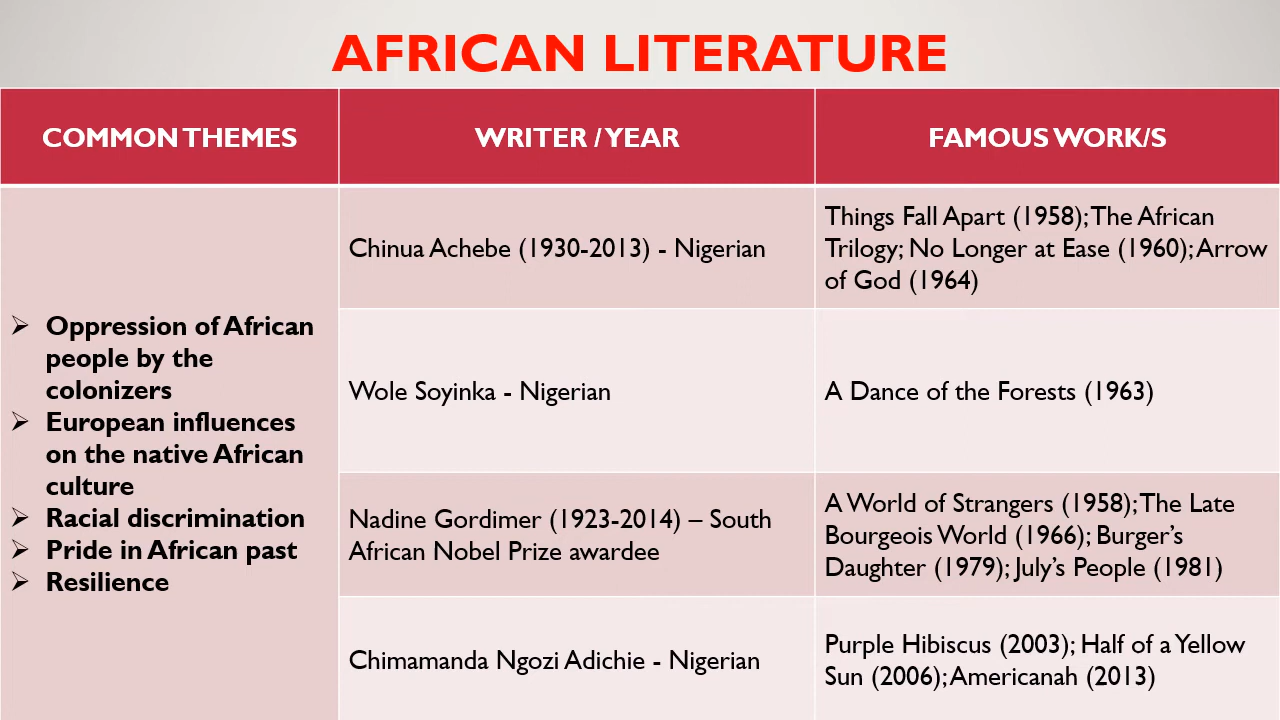 AFRICAN LITERATURE
COMMON THEMES
WRITER / YEAR
FAMOUS WORK/S
➢ Oppression of African
people by the
colonizers
➢ European influences
on the native African
culture
➢ Racial discrimination
➢ Pride in African past
➢ Resilience
Chinua Achebe (1930-2013) - Nigerian
Things Fall Apart (1958); The African
Trilogy; No Longer at Ease (1960); Arrow
of God (1964)
Wole Soyinka - Nigerian
A Dance of the Forests (1963)
Nadine Gordimer (1923-2014) – South
African Nobel Prize awardee
A World of Strangers (1958); The Late
Bourgeois World (1966); Burger’s
Daughter (1979); July’s People (1981)
Chimamanda Ngozi Adichie - Nigerian
Purple Hibiscus (2003); Half of a Yellow
Sun (2006); Americanah (2013)